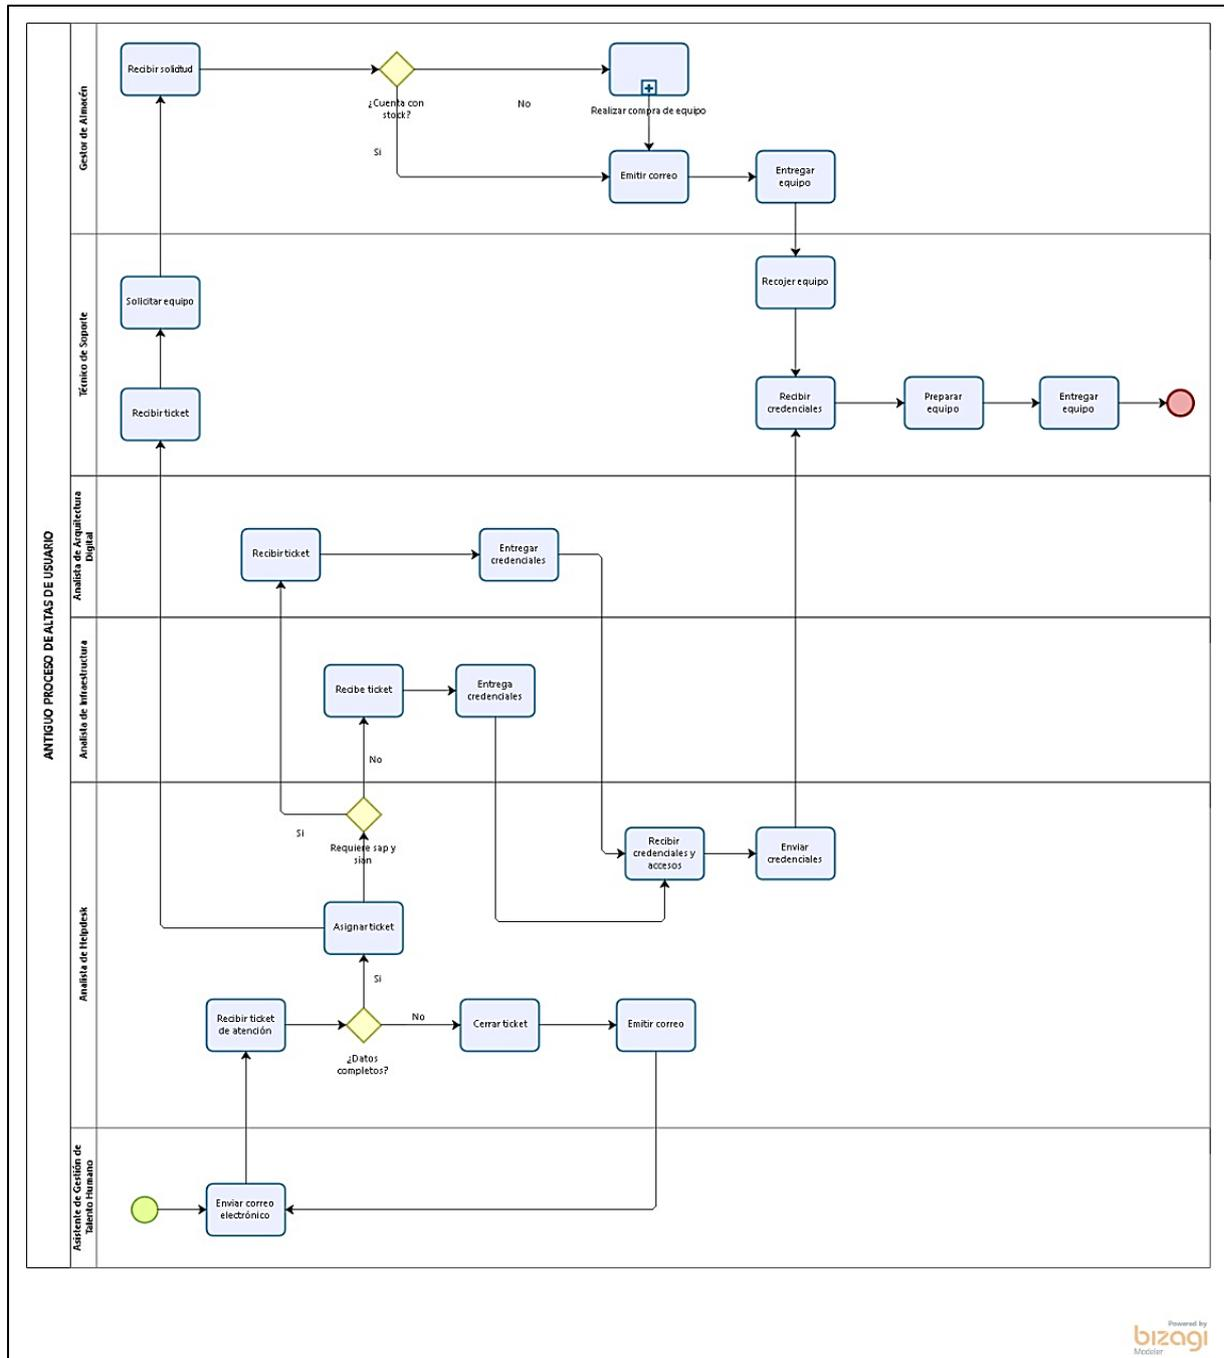 ANTIGUO PROCESO DE ALTAS DE USUARIO
Gestor de Almacén
Recibir solicitud
¿Cuenta con
stock?
No
Si
Realizar compra de equipo
Emitir correo
Entregar
equipo
Técnico de Soporte
Solicitar equipo
Recibir ticket
Recojer equipo
Recibir
credenciales
Preparar
equipo
Entregar
equipo
Analista de Arquitectura
Digital
Recibir ticket
Entregar
credenciales
Analista de Infraestructura
Recibe ticket
Entrega
credenciales
No
Analista de Helpdesk
Si
Requiere sap y
sian
Recibir
credenciales y
accesos
Enviar
credenciales
Asignar ticket
Si
Recibir ticket
de atención
No
Cerrar ticket
Emitir correo
¿Datos
completos?
Asistente de Gestión de
Talento Humano
Enviar correo
electrónico
Powered by
bizagi
Modeler